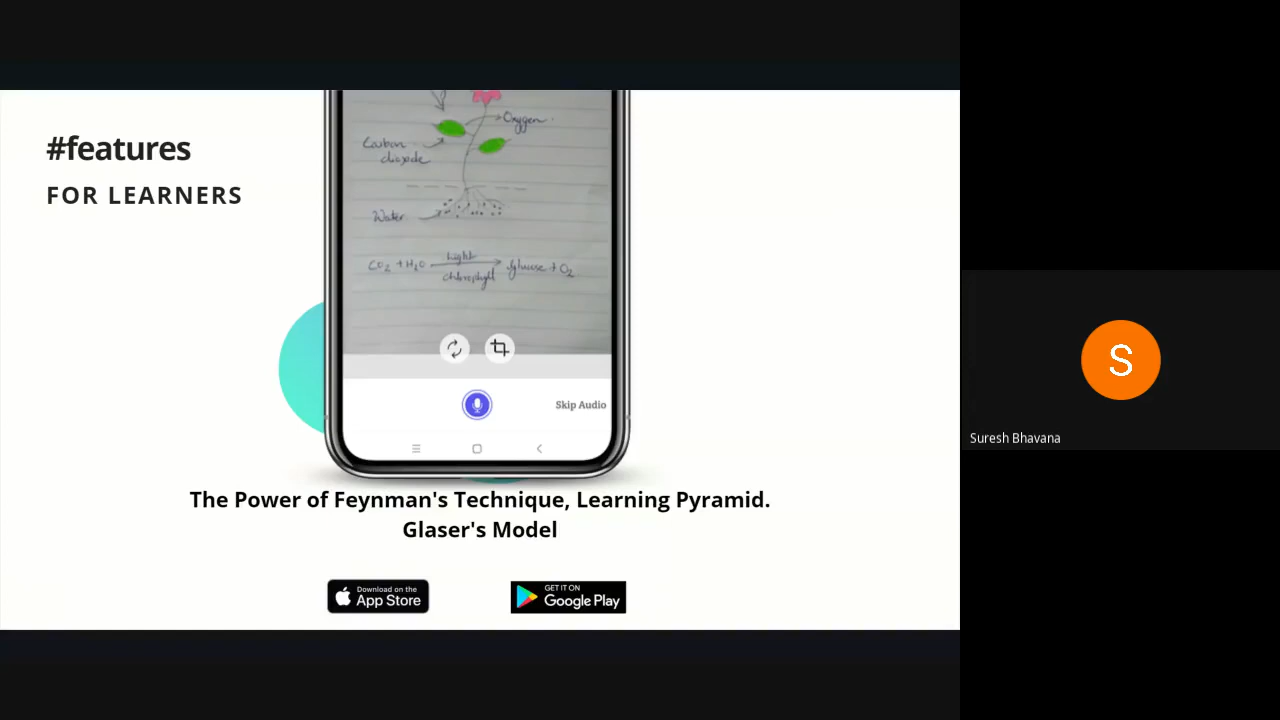 #features
FOR LEARNERS
Oxygen.
Carbon
dioxide
Water
CO2 + H2O light chlorophyll glucose + O2
Skip Audio
The Power of Feynman's Technique, Learning Pyramid.
Glaser's Model
Download on the
App Store
GET IT ON
Google Play
S
Suresh Bhavana